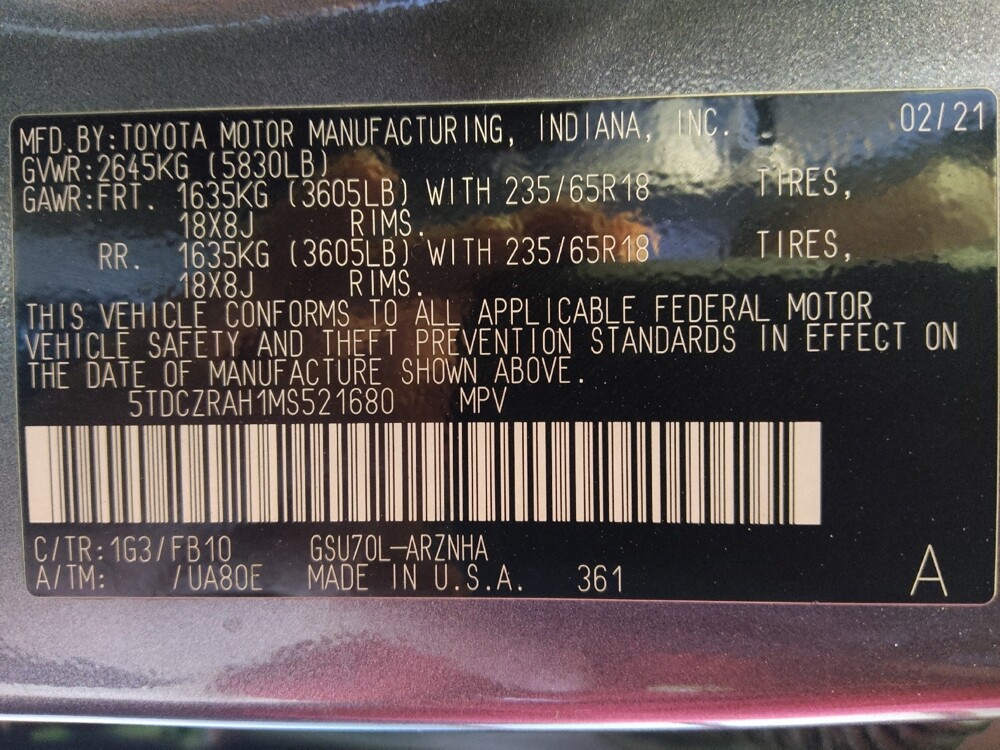 02/21
MFD.BY:TOYOTA MOTOR MANUFACTURING, INDIANA, INC.
GVWR:2645KG (5830LB)
GAWR:FRT. 1635KG (3605LB) WITH 235/65R18 TIRES,
18X8J RIMS.
RR. 1635KG (3605LB) WITH 235/65R18 TIRES,
18X8J RIMS.
THIS VEHICLE CONFORMS TO ALL APPLICABLE FEDERAL MOTOR
VEHICLE SAFETY AND THEFT PREVENTION STANDARDS IN EFFECT ON
THE DATE OF MANUFACTURE SHOWN ABOVE.
5TDCZRAH1MS521680 MPV
C/TR:1G3/FB10 GSU70L-ARZNHA
A/TM: /UA80E MADE IN U.S.A. 361
A